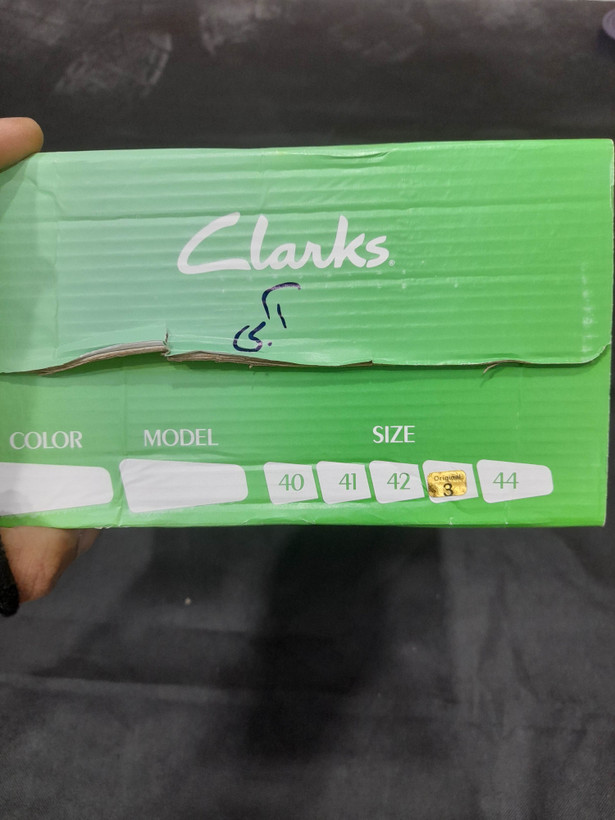 Clarks
COLOR MODEL SIZE
40 41 42 Original 3 44